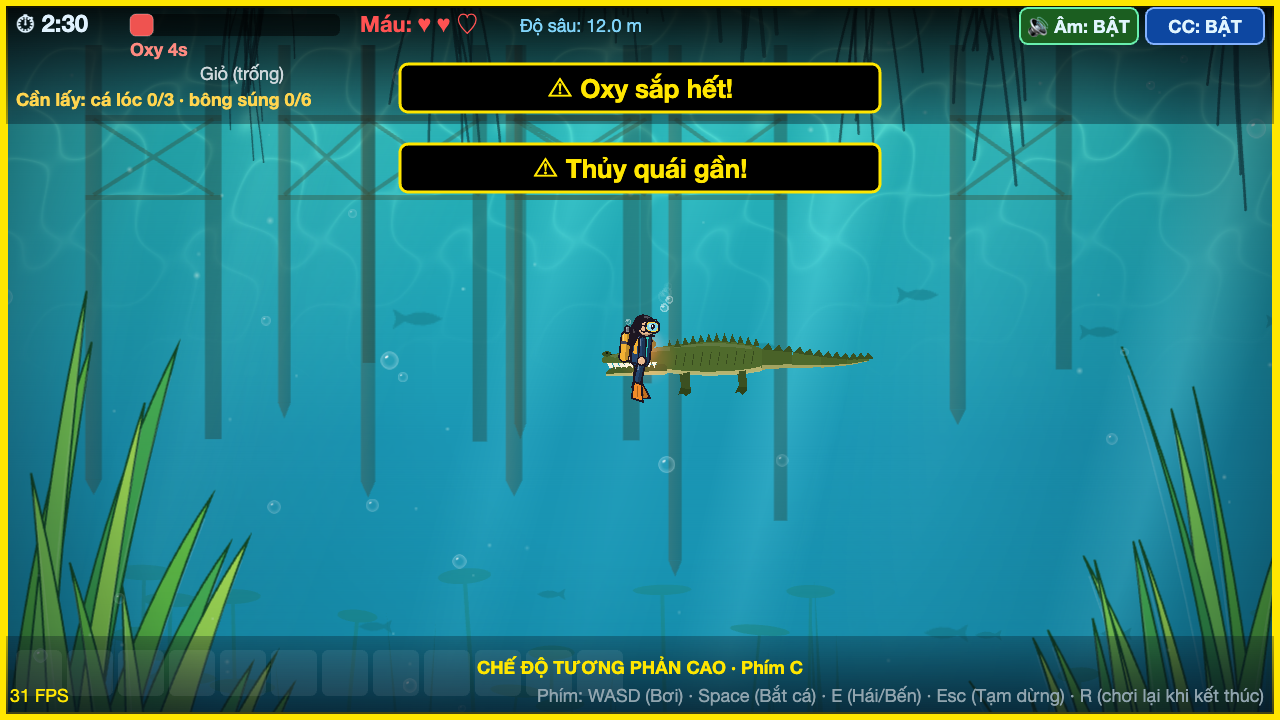 ⏱ 2:30
Máu: ♥ ♥ ♡
Độ sâu: 12.0 m
🔊 Âm: BẬT
CC: BẬT
Oxy 4s
Giỏ (trống)
Cần lấy: cá lóc 0/3 · bông súng 0/6
⚠ Oxy sắp hết!
⚠ Thủy quái gần!
CHẾ ĐỘ TƯƠNG PHẢN CAO · Phím C
31 FPS
Phím: WASD (Bơi) · Space (Bắt cá) · E (Hái/Bến) · Esc (Tạm dừng) · R (chơi lại khi kết thúc)